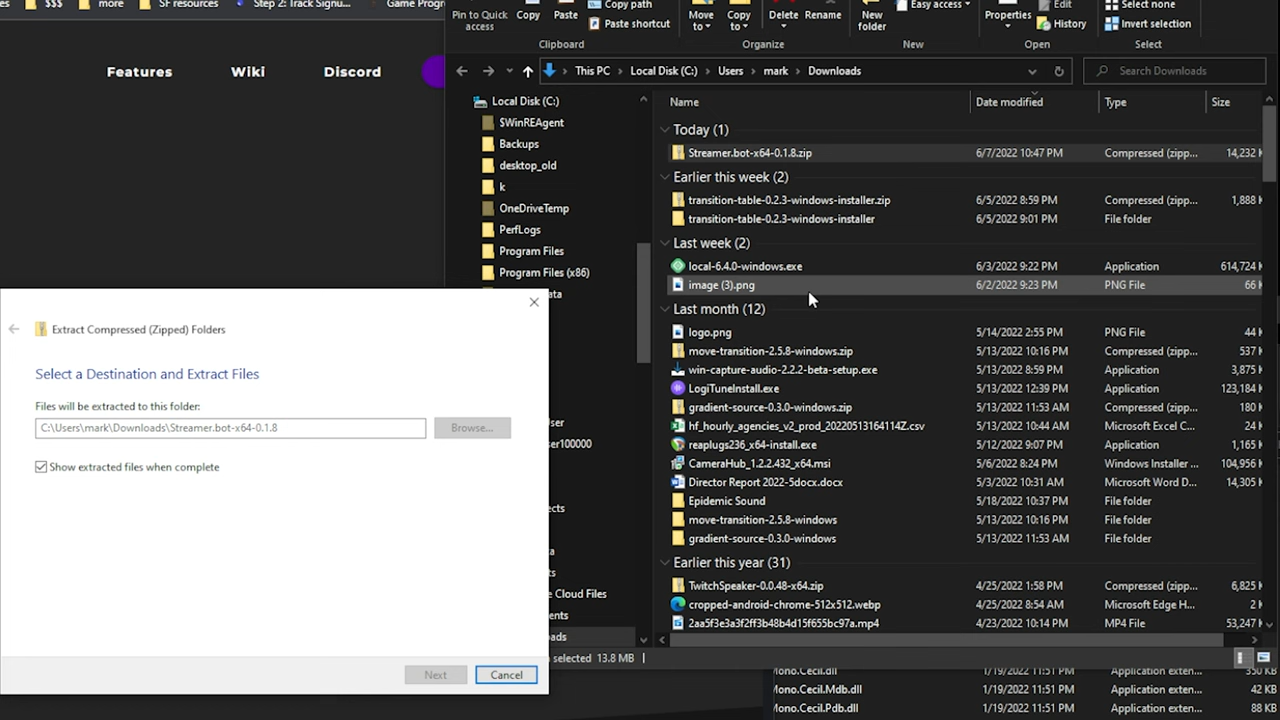 $$$
more
SF resources
Step 2: Track Signu...
Game Progr
Features
Wiki
Discord
Pin to Quick access
Copy
Paste
Copy path
Paste shortcut
Move to
Copy To
Delete
Rename
New folder
Easy access
Properties
Edit
History
Select none
Invert selection
Clipboard
Organize
New
Open
Select
This PC
Local Disk (C:)
Users
mark
Downloads
Search Downloads
Local Disk (C:)
$WinREAgent
Backups
desktop_old
k
OneDriveTemp
PerfLogs
Program Files
Program Files (x86)
ata
ser
ser100000
ects
ta
ts
e Cloud Files
ents
ads
Name Date modified Type Size
Today (1)
Streamer.bot-x64-0.1.8.zip 6/7/2022 10:47 PM Compressed (zipp... 14,232 K
Earlier this week (2)
transition-table-0.2.3-windows-installer.zip 6/5/2022 8:59 PM Compressed (zipp... 1,888 K
transition-table-0.2.3-windows-installer 6/5/2022 9:01 PM File folder
Last week (2)
local-6.4.0-windows.exe 6/3/2022 9:22 PM Application 614,724 K
image (3).png 6/2/2022 9:23 PM PNG File 66 K
Last month (12)
logo.png 5/14/2022 2:55 PM PNG File 44 K
move-transition-2.5.8-windows.zip 5/13/2022 10:16 PM Compressed (zipp... 537 K
win-capture-audio-2.2.2-beta-setup.exe 5/13/2022 8:59 PM Application 3,875 K
LogiTuneInstall.exe 5/13/2022 12:39 PM Application 123,184 K
gradient-source-0.3.0-windows.zip 5/13/2022 11:53 AM Compressed (zipp... 180 K
hf_hourly_agencies_v2_prod_20220513164114Z.csv 5/13/2022 10:44 AM Microsoft Excel C... 24 K
reaplugs236_x64-install.exe 5/12/2022 9:07 PM Application 1,165 K
CameraHub_1.2.2.432_x64.msi 5/6/2022 8:24 PM Windows Installer ... 104,956 K
Director Report 2022-5docx.docx 5/3/2022 10:31 AM Microsoft Word D... 14,305 K
Epidemic Sound 5/18/2022 10:37 PM File folder
move-transition-2.5.8-windows 5/13/2022 10:16 PM File folder
gradient-source-0.3.0-windows 5/13/2022 11:53 AM File folder
Earlier this year (31)
TwitchSpeaker-0.0.48-x64.zip 4/25/2022 1:58 PM Compressed (zipp... 6,825 K
cropped-android-chrome-512x512.webp 4/25/2022 8:54 AM Microsoft Edge H... 2 K
2aa5f3e3a3f2ff3b48b4d15f655bc97a.mp4 4/23/2022 10:14 PM MP4 File 53,247 K
selected 13.8 MB
Mono.Cecil.dll 1/19/2022 11:51 PM Application exten... 350 KB
Mono.Cecil.Mdb.dll 1/19/2022 11:51 PM Application exten... 42 KB
Mono.Cecil.Pdb.dll 1/19/2022 11:51 PM Application exten... 88 KB
Extract Compressed (Zipped) Folders
Select a Destination and Extract Files
Files will be extracted to this folder:
C:\Users\mark\Downloads\Streamer.bot-x64-0.1.8
Browse...
Show extracted files when complete
Next
Cancel